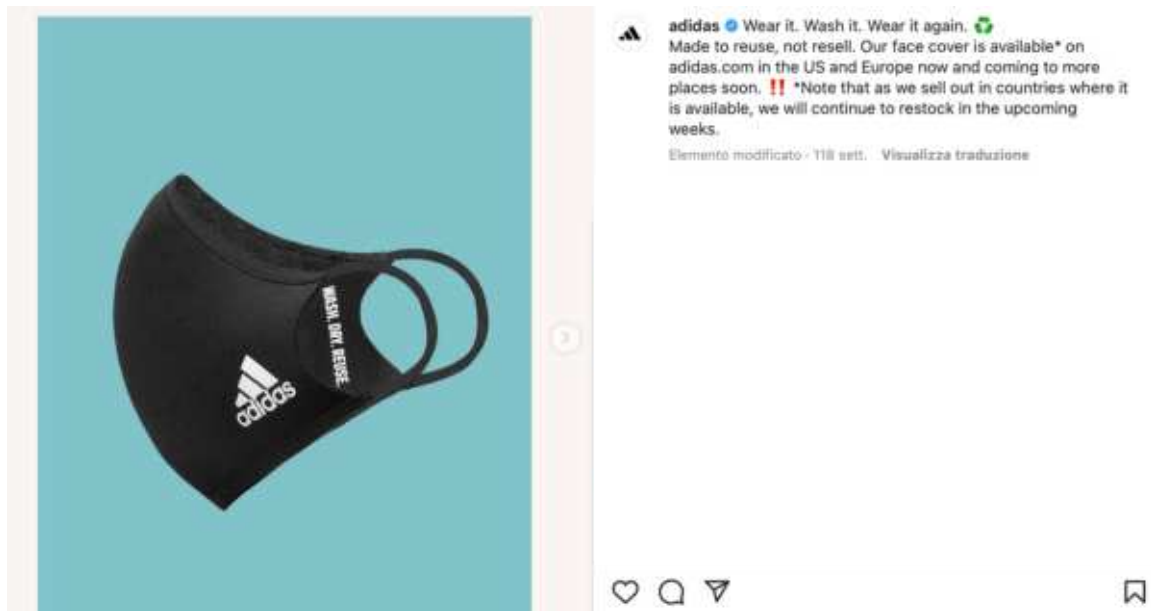 WASH. DRY. REUSE.
adidas
adidas Wear it. Wash it. Wear it again. ♻
Made to reuse, not resell. Our face cover is available* on
adidas.com in the US and Europe now and coming to more
places soon. ‼ *Note that as we sell out in countries where it
is available, we will continue to restock in the upcoming
weeks.
Elemento modificato · 118 sett. Visualizza traduzione